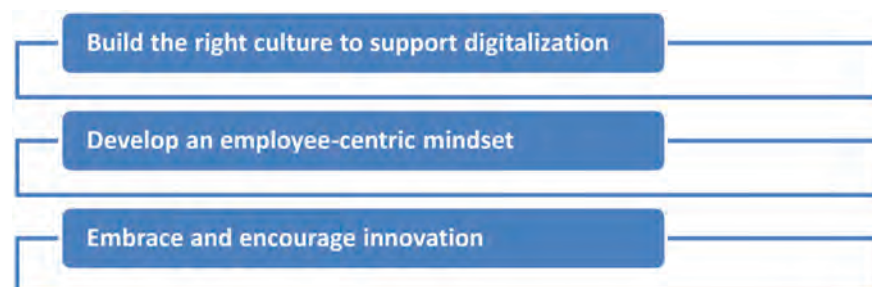 Build the right culture to support digitalization
Develop an employee-centric mindset
Embrace and encourage innovation